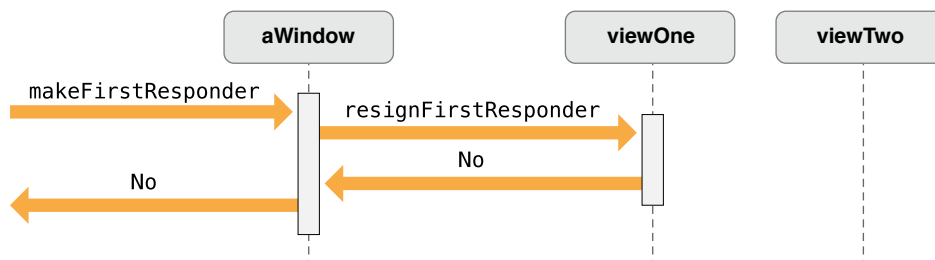 aWindow
viewOne
viewTwo
makeFirstResponder
resignFirstResponder
No
No